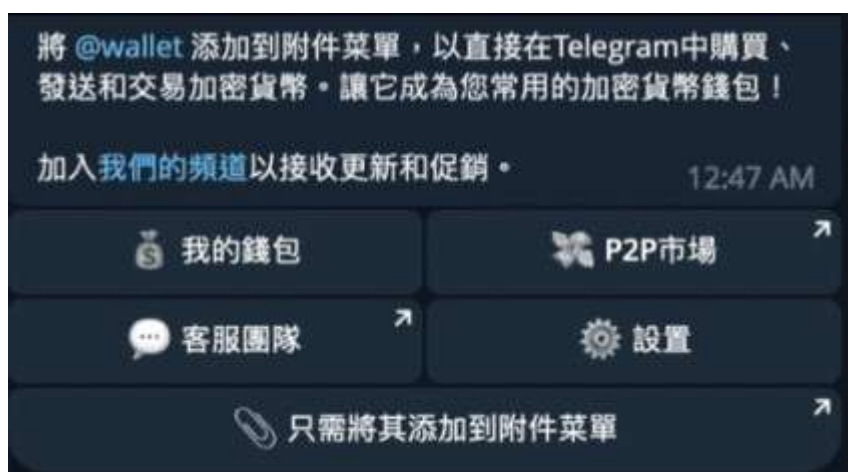 將 @wallet 添加到附件菜單，以直接在Telegram中購買、
發送和交易加密貨幣。讓它成為您常用的加密貨幣錢包！
加入我們的頻道以接收更新和促銷。
12:47 AM
我的錢包
P2P市場
客服團隊
設置
只需將其添加到附件菜單